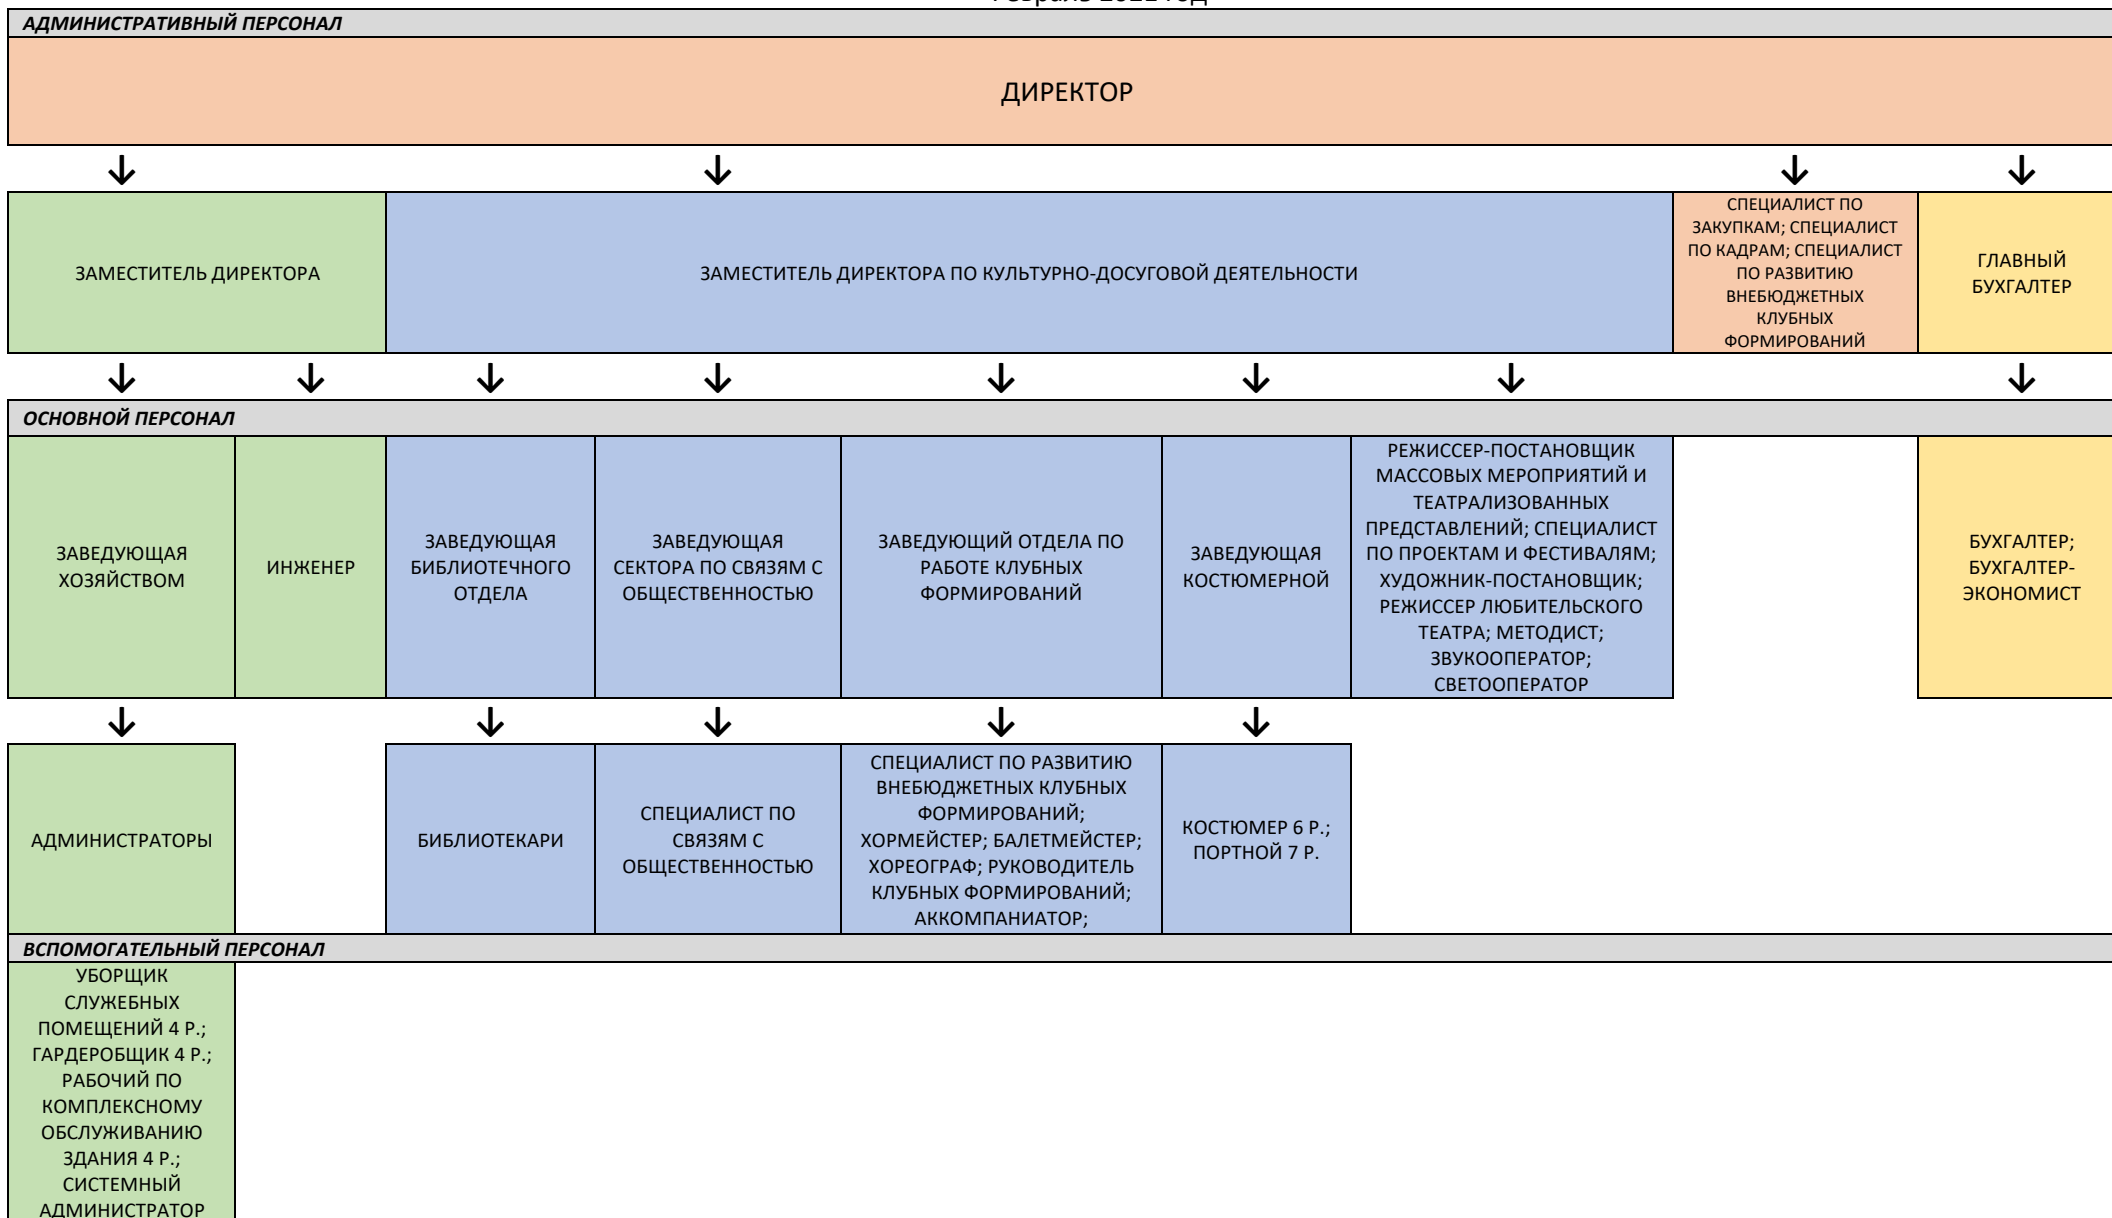 АДМИНИСТРАТИВНЫЙ ПЕРСОНАЛ
ДИРЕКТОР
ЗАМЕСТИТЕЛЬ ДИРЕКТОРА
ЗАМЕСТИТЕЛЬ ДИРЕКТОРА ПО КУЛЬТУРНО-ДОСУГОВОЙ ДЕЯТЕЛЬНОСТИ
СПЕЦИАЛИСТ ПО
ЗАКУПКАМ; СПЕЦИАЛИСТ
ПО КАДРАМ; СПЕЦИАЛИСТ
ПО РАЗВИТИЮ
ВНЕБЮДЖЕТНЫХ
КЛУБНЫХ
ФОРМИРОВАНИЙ
ГЛАВНЫЙ
БУХГАЛТЕР
ОСНОВНОЙ ПЕРСОНАЛ
ЗАВЕДУЮЩАЯ
ХОЗЯЙСТВОМ
ИНЖЕНЕР
ЗАВЕДУЮЩАЯ
БИБЛИОТЕЧНОГО
ОТДЕЛА
ЗАВЕДУЮЩАЯ
СЕКТОРА ПО СВЯЗЯМ С
ОБЩЕСТВЕННОСТЬЮ
ЗАВЕДУЮЩИЙ ОТДЕЛА ПО
РАБОТЕ КЛУБНЫХ
ФОРМИРОВАНИЙ
ЗАВЕДУЮЩАЯ
КОСТЮМЕРНОЙ
РЕЖИССЕР-ПОСТАНОВЩИК
МАССОВЫХ МЕРОПРИЯТИЙ И
ТЕАТРАЛИЗОВАННЫХ
ПРЕДСТАВЛЕНИЙ; СПЕЦИАЛИСТ
ПО ПРОЕКТАМ И ФЕСТИВАЛЯМ;
ХУДОЖНИК-ПОСТАНОВЩИК;
РЕЖИССЕР ЛЮБИТЕЛЬСКОГО
ТЕАТРА; МЕТОДИСТ;
ЗВУКООПЕРАТОР;
СВЕТООПЕРАТОР
БУХГАЛТЕР;
БУХГАЛТЕР-
ЭКОНОМИСТ
АДМИНИСТРАТОРЫ
БИБЛИОТЕКАРИ
СПЕЦИАЛИСТ ПО
СВЯЗЯМ С
ОБЩЕСТВЕННОСТЬЮ
СПЕЦИАЛИСТ ПО РАЗВИТИЮ
ВНЕБЮДЖЕТНЫХ КЛУБНЫХ
ФОРМИРОВАНИЙ;
ХОРМЕЙСТЕР; БАЛЕТМЕЙСТЕР;
ХОРЕОГРАФ; РУКОВОДИТЕЛЬ
КЛУБНЫХ ФОРМИРОВАНИЙ;
АККОМПАНИАТОР;
КОСТЮМЕР 6 Р.;
ПОРТНОЙ 7 Р.
ВСПОМОГАТЕЛЬНЫЙ ПЕРСОНАЛ
УБОРЩИК
СЛУЖЕБНЫХ
ПОМЕЩЕНИЙ 4 Р.;
ГАРДЕРОБЩИК 4 Р.;
РАБОЧИЙ ПО
КОМПЛЕКСНОМУ
ОБСЛУЖИВАНИЮ
ЗДАНИЯ 4 Р.;
СИСТЕМНЫЙ
АДМИНИСТРАТОР